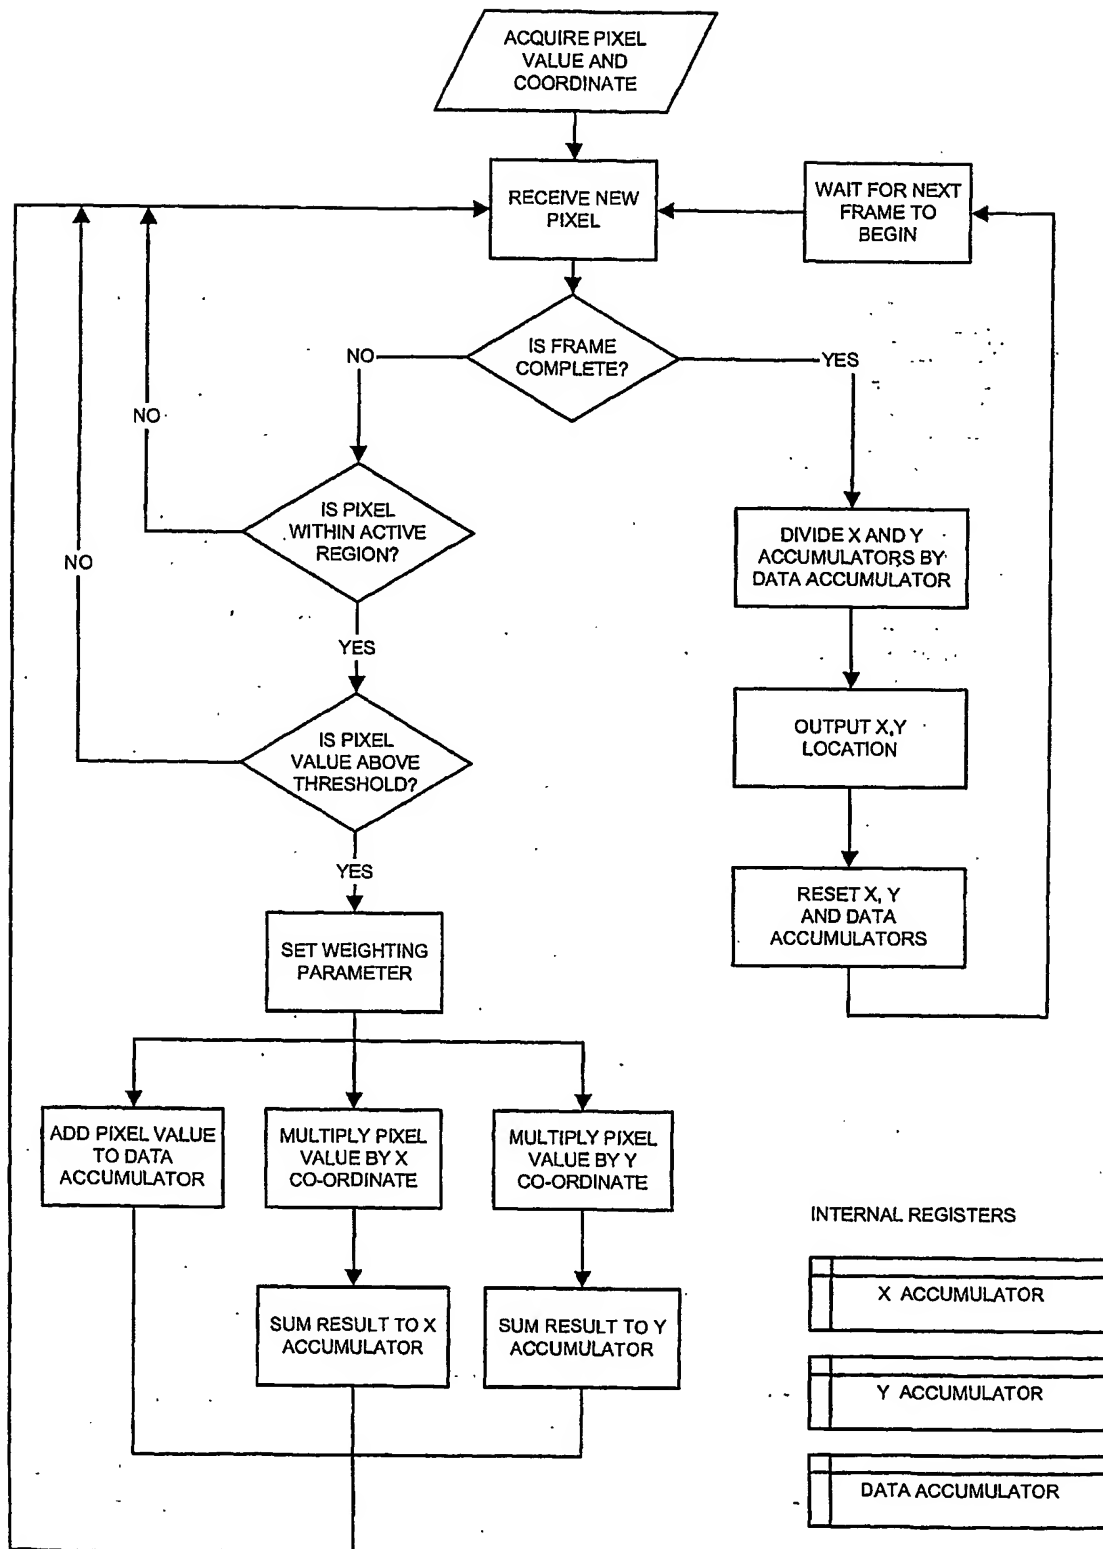 ACQUIRE PIXEL
VALUE AND
COORDINATE
RECEIVE NEW
PIXEL
WAIT FOR NEXT
FRAME TO
BEGIN
IS FRAME
COMPLETE?
NO
YES
NO
IS PIXEL
WITHIN ACTIVE
REGION?
NO
YES
DIVIDE X AND Y
ACCUMULATORS BY
DATA ACCUMULATOR
IS PIXEL
VALUE ABOVE
THRESHOLD?
OUTPUT X,Y
LOCATION
YES
RESET X, Y
AND DATA
ACCUMULATORS
SET WEIGHTING
PARAMETER
ADD PIXEL VALUE
TO DATA
ACCUMULATOR
MULTIPLY PIXEL
VALUE BY X
CO-ORDINATE
MULTIPLY PIXEL
VALUE BY Y
CO-ORDINATE
SUM RESULT TO X
ACCUMULATOR
SUM RESULT TO Y
ACCUMULATOR
INTERNAL REGISTERS
X ACCUMULATOR
Y ACCUMULATOR
DATA ACCUMULATOR